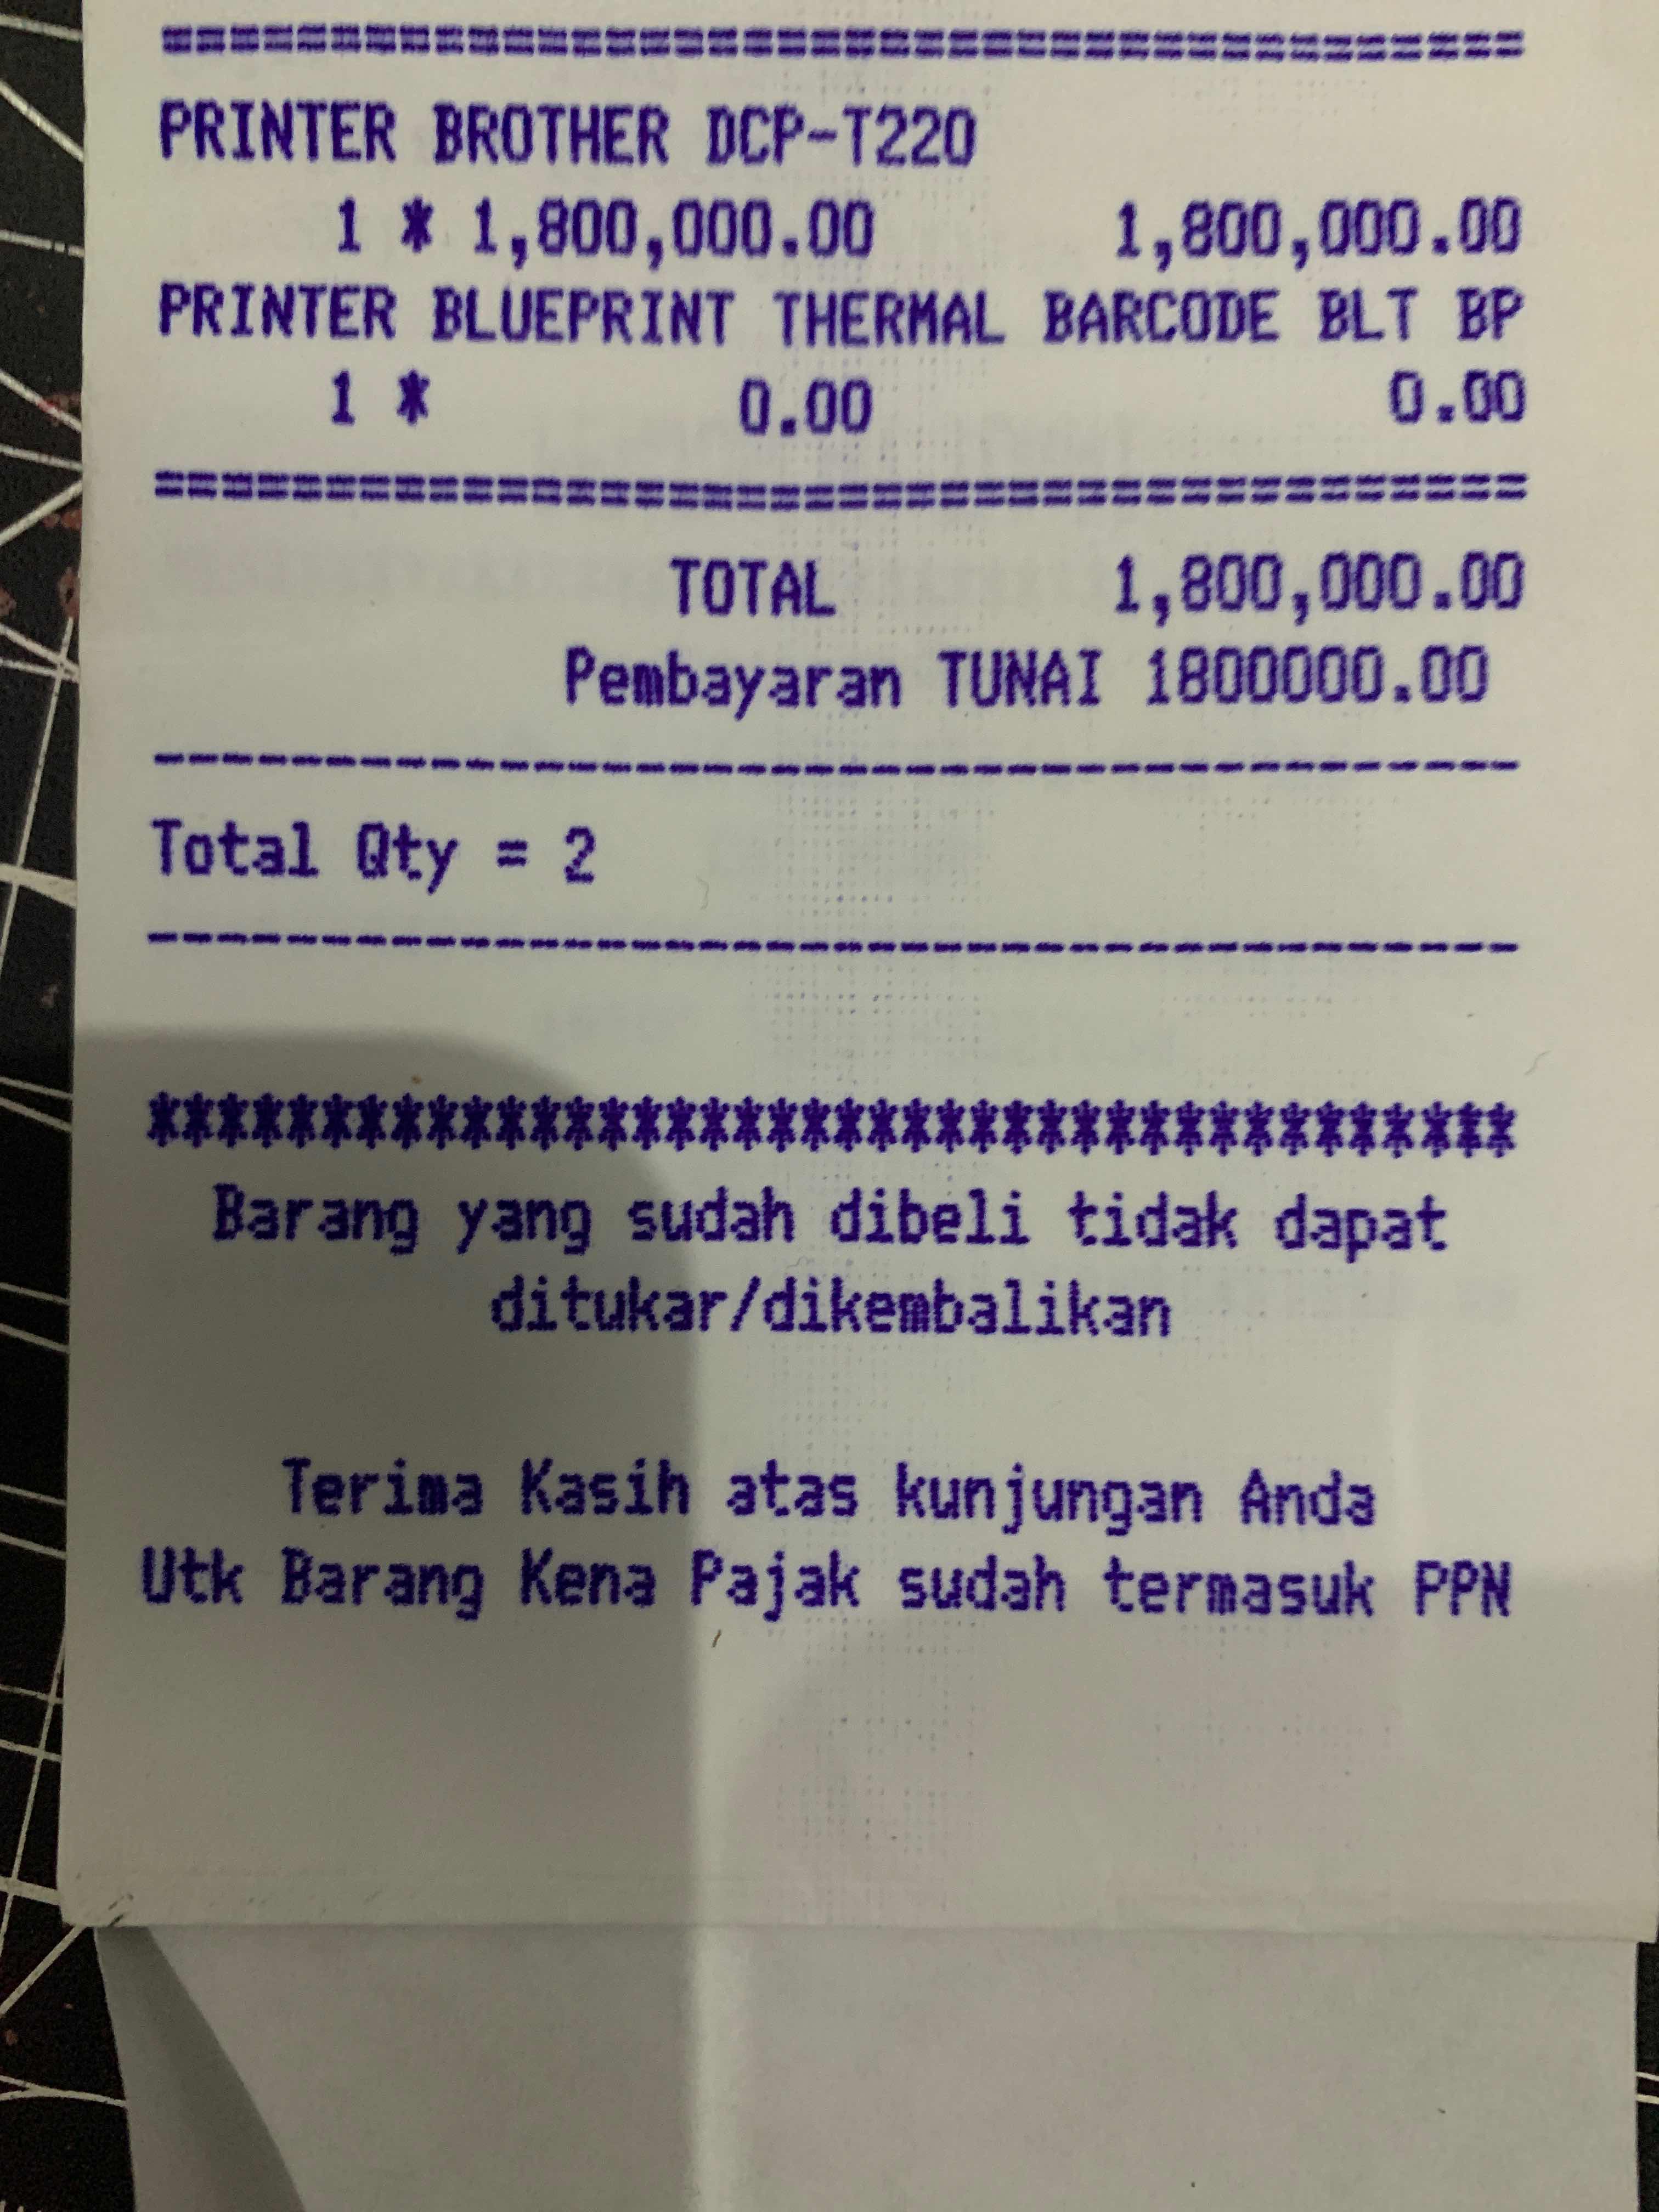 ========================================
PRINTER BROTHER DCP-T220
1 * 1,800,000.00 1,800,000.00
PRINTER BLUEPRINT THERMAL BARCODE BLT BP
1 * 0.00 0.00
========================================
TOTAL 1,800,000.00
Pembayaran TUNAI 1800000.00
----------------------------------------
Total Qty = 2
----------------------------------------
****************************************
Barang yang sudah dibeli tidak dapat
ditukar/dikembalikan
Terima Kasih atas kunjungan Anda
Utk Barang Kena Pajak sudah termasuk PPN